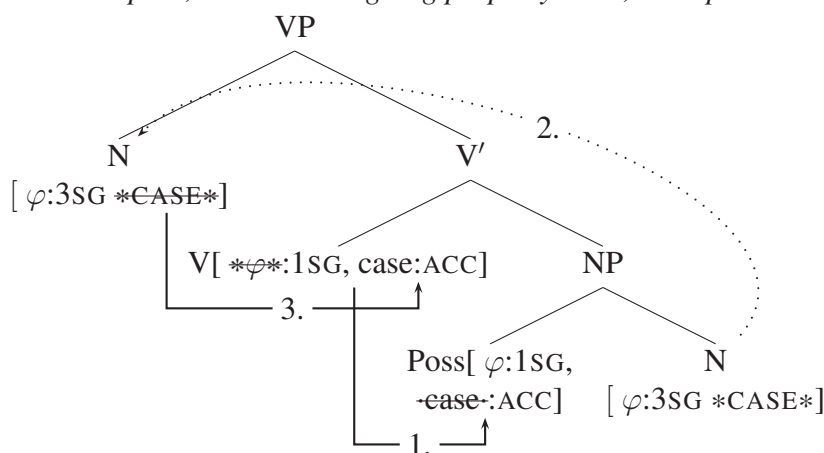 VP
2.
N V′
[ φ:3SG *CASE*]
V[ *φ*:1SG, case:ACC] NP
3.
Poss[ φ:1SG, N
case:ACC] [ φ:3SG *CASE*]
1.